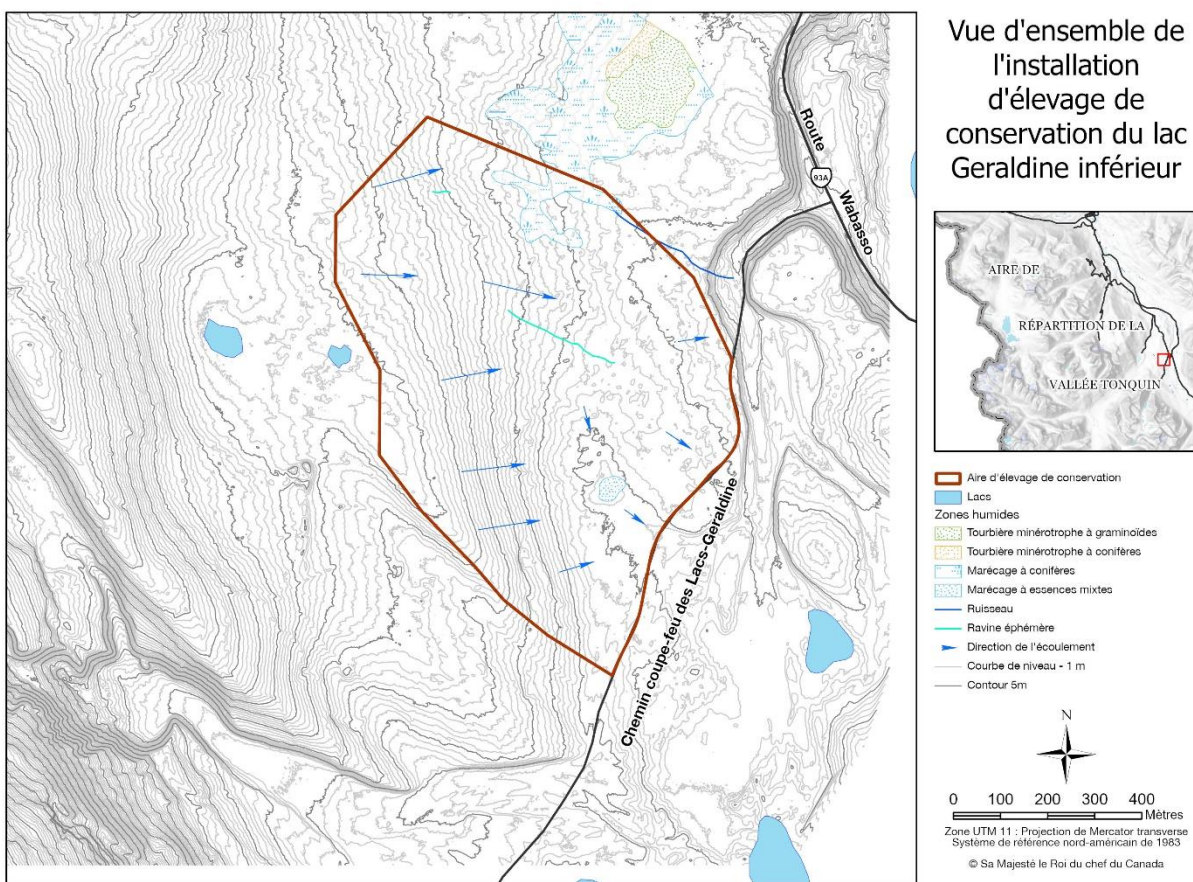 Vue d'ensemble de
l'installation
d'élevage de
conservation du lac
Geraldine inférieur
Route
93A
Wabasso
Chemin coupe-feu des Lacs-Geraldine
AIRE DE
RÉPARTITION DE LA
VALLÉE TONQUIN
Aire d'élevage de conservation
Lacs
Zones humides
Tourbière minérotrophe à graminoïdes
Tourbière minérotrophe à conifères
Marécage à conifères
Marécage à essences mixtes
Ruisseau
Ravine éphémère
Direction de l'écoulement
Courbe de niveau - 1 m
Contour 5m
N
0 100 200 300 400
Mètres
Zone UTM 11 : Projection de Mercator transverse
Système de référence nord-américain de 1983
© Sa Majesté le Roi du chef du Canada